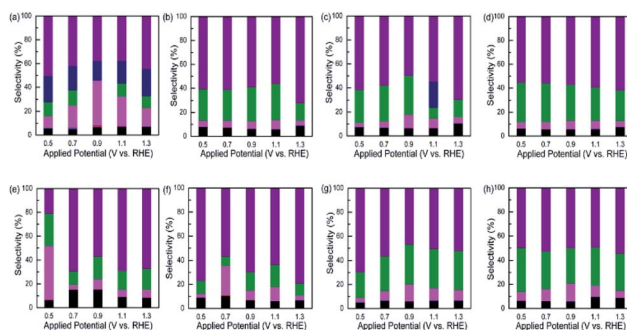 (a) (b) (c) (d)
Selectivity (%) Selectivity (%) Selectivity (%) Selectivity (%)
100 100 100 100
80 80 80 80
60 60 60 60
40 40 40 40
20 20 20 20
0 0 0 0
0.5 0.7 0.9 1.1 1.3 0.5 0.7 0.9 1.1 1.3 0.5 0.7 0.9 1.1 1.3 0.5 0.7 0.9 1.1 1.3
Applied Potential (V vs. RHE) Applied Potential (V vs. RHE) Applied Potential (V vs. RHE) Applied Potential (V vs. RHE)
(e) (f) (g) (h)
Selectivity (%) Selectivity (%) Selectivity (%) Selectivity (%)
100 100 100 100
80 80 80 80
60 60 60 60
40 40 40 40
20 20 20 20
0 0 0 0
0.5 0.7 0.9 1.1 1.3 0.5 0.7 0.9 1.1 1.3 0.5 0.7 0.9 1.1 1.3 0.5 0.7 0.9 1.1 1.3
Applied Potential (V vs. RHE) Applied Potential (V vs. RHE) Applied Potential (V vs. RHE) Applied Potential (V vs. RHE)